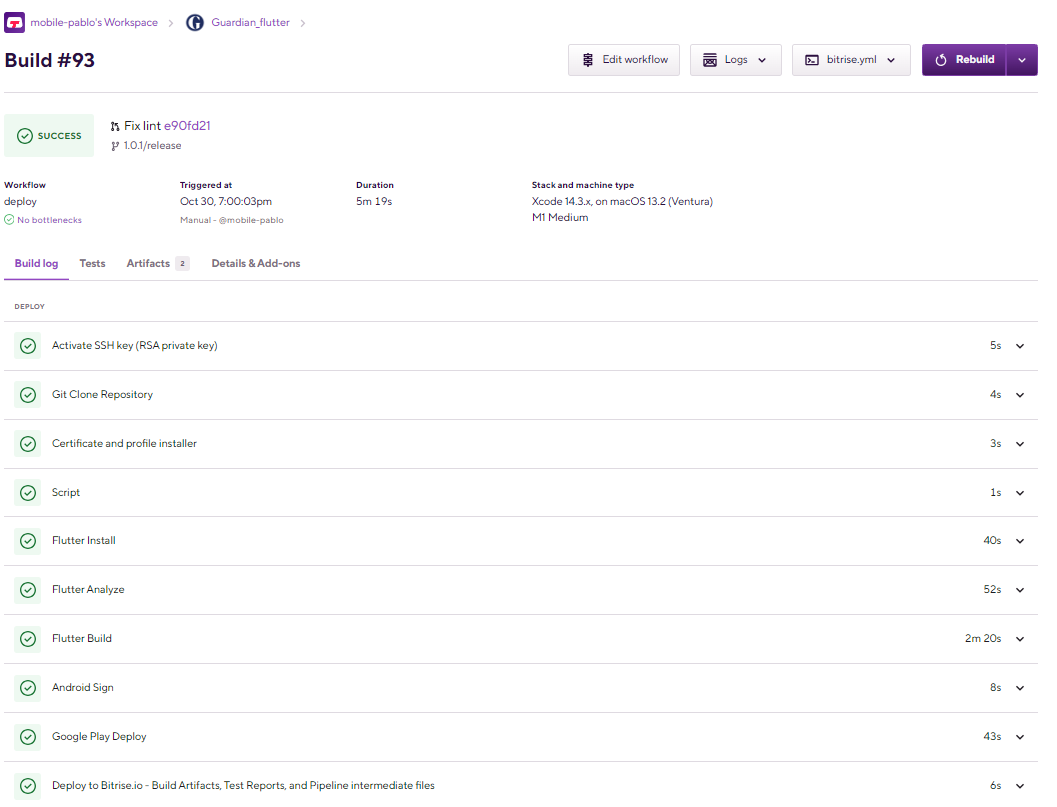 mobile-pablo's Workspace Guardian_flutter
Build #93
Edit workflow Logs bitrise.yml Rebuild
SUCCESS
Fix lint e90fd21
1.0.1/release
Workflow Triggered at Duration Stack and machine type
deploy Oct 30, 7:00:03pm 5m 19s Xcode 14.3.x, on macOS 13.2 (Ventura)
No bottlenecks Manual - @mobile-pablo M1 Medium
Build log Tests Artifacts 2 Details & Add-ons
DEPLOY
Activate SSH key (RSA private key) 5s
Git Clone Repository 4s
Certificate and profile installer 3s
Script 1s
Flutter Install 40s
Flutter Analyze 52s
Flutter Build 2m 20s
Android Sign 8s
Google Play Deploy 43s
Deploy to Bitrise.io - Build Artifacts, Test Reports, and Pipeline intermediate files 6s